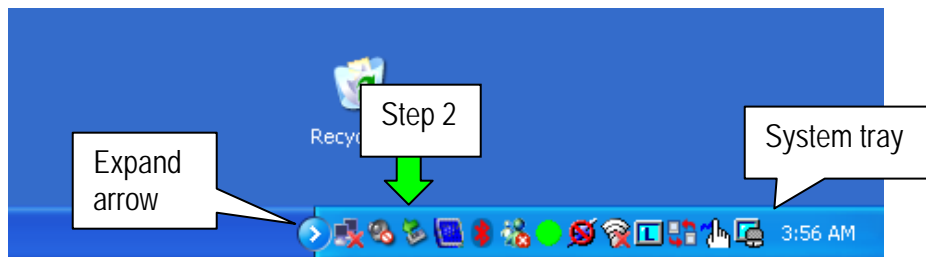 Step 2
Recyc
System tray
Expand
arrow
L
3:56 AM